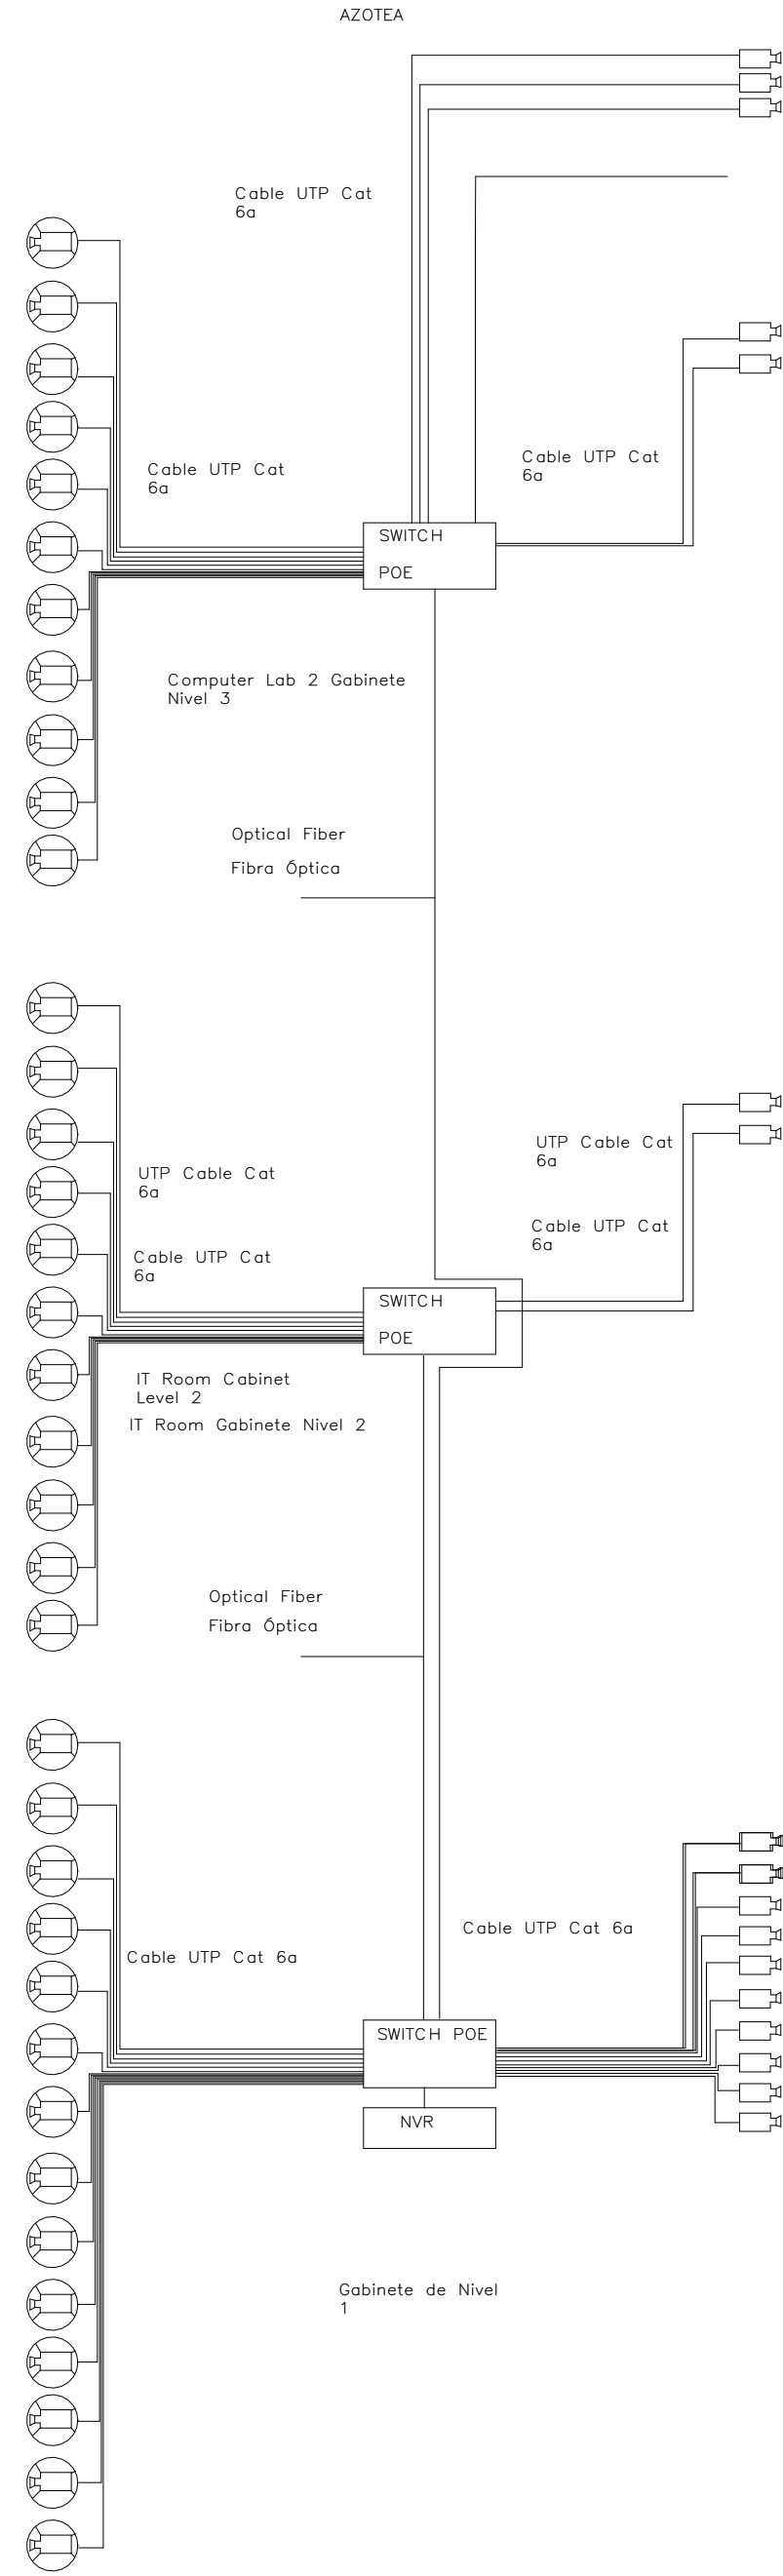 AZOTEA
Cable UTP Cat
6a
Cable UTP Cat
6a
Cable UTP Cat
6a
SWITCH
POE
Computer Lab 2 Gabinete
Nivel 3
Optical Fiber
Fibra Óptica
UTP Cable Cat
6a
UTP Cable Cat
6a
Cable UTP Cat
6a
Cable UTP Cat
6a
SWITCH
POE
IT Room Cabinet
Level 2
IT Room Gabinete Nivel 2
Optical Fiber
Fibra Óptica
Cable UTP Cat 6a
Cable UTP Cat 6a
SWITCH POE
NVR
Gabinete de Nivel
1